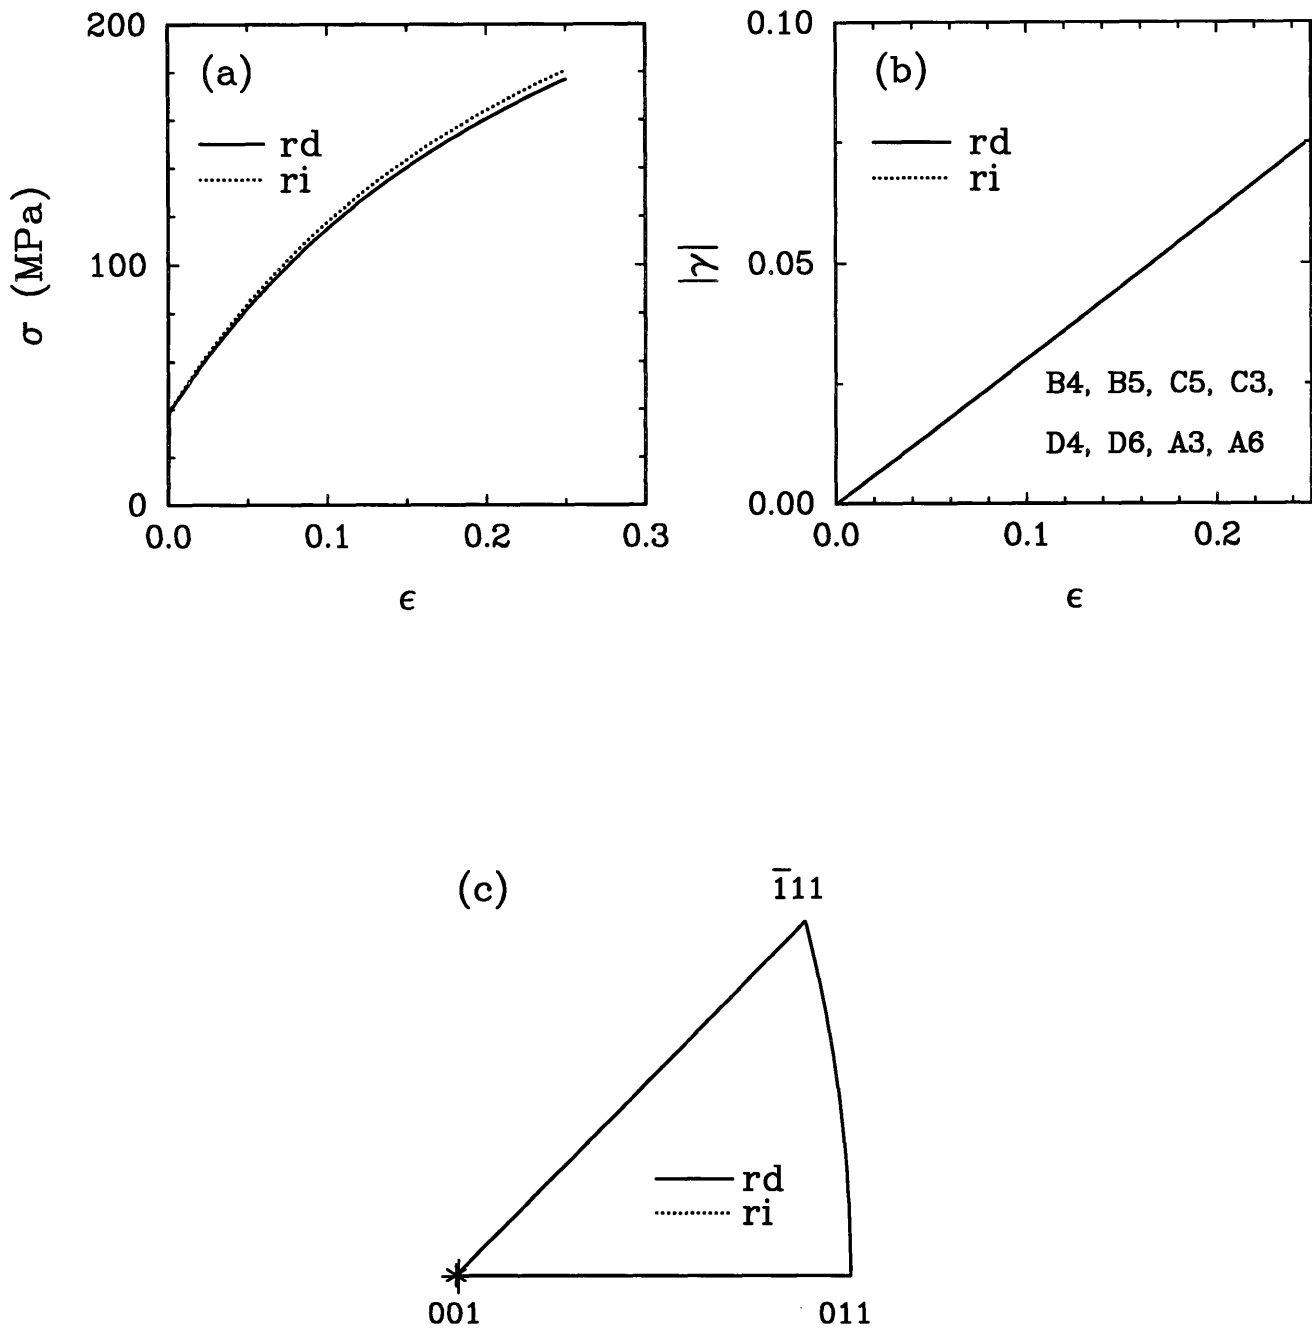 (a)
200
100
0
σ (MPa)
rd
ri
0.0 0.1 0.2 0.3
ϵ
(b)
0.10
0.05
0.00
|γ|
rd
ri
B4, B5, C5, C3,
D4, D6, A3, A6
0.0 0.1 0.2
ϵ
(c)
1̅11
rd
ri
001 011